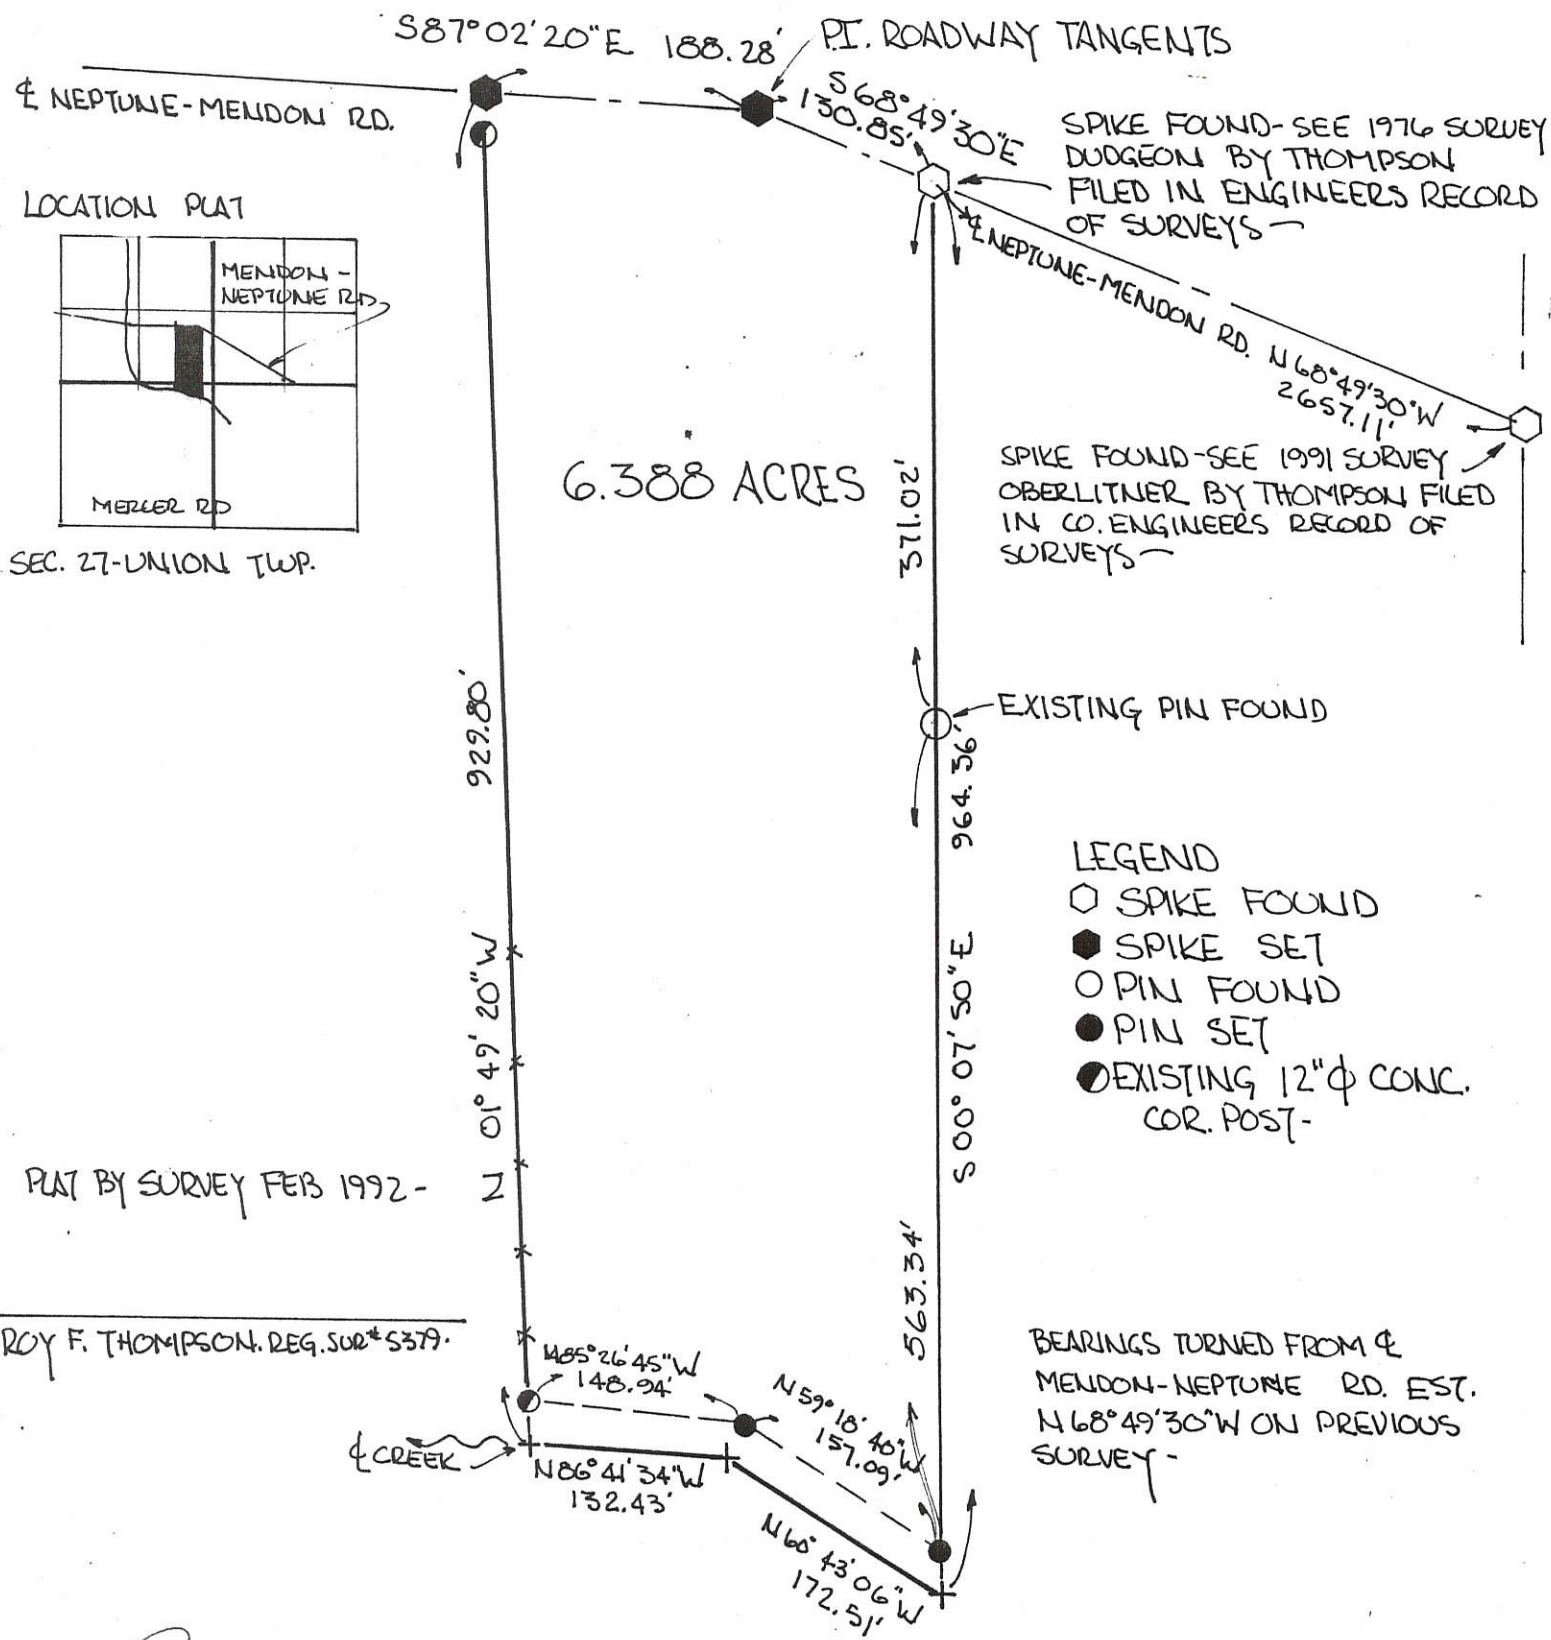 S87°02'20"E 188.28'
P.I. ROADWAY TANGENTS
℄ NEPTUNE-MENDON RD.
S68°49'30"E
130.85'
SPIKE FOUND-SEE 1976 SURVEY
DUDGEON BY THOMPSON
FILED IN ENGINEERS RECORD
OF SURVEYS-
LOCATION PLAT
MENDON-
NEPTUNE RD.
MERCER RD
SEC. 27-UNION TWP.
℄ NEPTUNE-MENDON RD. N68°49'30"W
2657.11'
SPIKE FOUND-SEE 1991 SURVEY
OBERLITNER BY THOMPSON FILED
IN CO. ENGINEERS RECORD OF
SURVEYS-
6.388 ACRES
371.02'
EXISTING PIN FOUND
N 01° 49' 20"W 929.80'
S 00° 07' 50"E 964.36'
LEGEND
SPIKE FOUND
SPIKE SET
PIN FOUND
PIN SET
EXISTING 12"ϕ CONC.
COR. POST-
PLAT BY SURVEY FEB 1992-
563.34'
ROY F. THOMPSON. REG. SUR# 5379.
N85°26'45"W
148.94'
N59°18'40"W
157.09'
℄ CREEK
N86°41'34"W
132.43'
N60°43'06"W
172.51'
BEARINGS TURNED FROM ℄
MENDON-NEPTUNE RD. EST.
N68°49'30"W ON PREVIOUS
SURVEY-